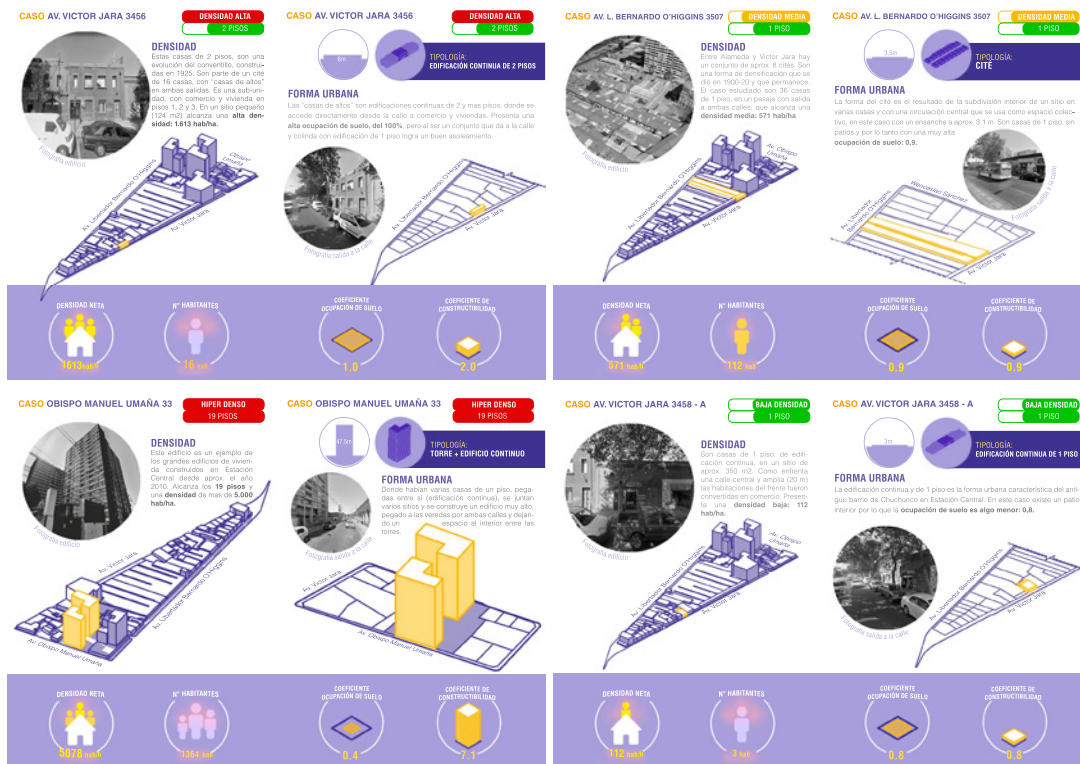 CASO AV. VICTOR JARA 3456
DENSIDAD ALTA
2 PISOS
DENSIDAD
Estas casas de 2 pisos, son una
evolución del conventillo, construi-
das en 1925. Son parte de un cité
de 16 casas, con "casas de altos"
en ambas salidas. Es una sub-uni-
dad, con comercio y vivienda en
pisos 1, 2 y 3. En un sitio pequeño
(124 m2) alcanza una alta den-
sidad: 1.613 hab/ha.
Fotografía edificio
Obispo
Umaña
Av. Libertador Bernardo O'Higgins
Av. Victor Jara
DENSIDAD NETA
1613 hab/h
N° HABITANTES
16 hab
CASO AV. VICTOR JARA 3456
DENSIDAD ALTA
2 PISOS
6m
TIPOLOGÍA:
EDIFICACIÓN CONTINUA DE 2 PISOS
FORMA URBANA
Las "casas de altos" son edificaciones continuas de 2 y mas pisos, donde se
accede directamente desde la calle a comercio y viviendas. Presenta una
alta ocupación de suelo, del 100%, pero al ser un conjunto que da a la calle
y colinda con edificación de 1 piso logra un buen asoleamiento.
Fotografía salida a la calle
Av. Libertador Bernardo O'Higgins
Av. Victor Jara
COEFICIENTE
OCUPACIÓN DE SUELO
1.0
COEFICIENTE DE
CONSTRUCTIBILIDAD
2.0
CASO AV. L. BERNARDO O'HIGGINS 3507
DENSIDAD MEDIA
1 PISO
DENSIDAD
Entre Alameda y Victor Jara hay
un conjunto de aprox. 8 cités. Son
una forma de densificación que se
dió en 1900-20 y que permanece.
El caso estudiado son 36 casas
de 1 piso, en un pasaje con salida
a ambas calles, que alcanza una
densidad media: 571 hab/ha
Fotografía edificio
Av. Obispo
Umaña
Av. Libertador Bernardo O'Higgins
Av. Victor Jara
DENSIDAD NETA
571 hab/h
N° HABITANTES
112 hab
CASO AV. L. BERNARDO O'HIGGINS 3507
DENSIDAD MEDIA
1 PISO
3.5m
TIPOLOGÍA:
CITÉ
FORMA URBANA
La forma del cité es el resultado de la subdivisión interior de un sitio en
varias casas y con una circulación central que se usa como espacio colec-
tivo, en este caso con un ensanche a aprox. 3.1 m. Son casas de 1 piso, sin
patios y por lo tanto con una muy alta
ocupación de suelo: 0,9.
Fotografía salida a la calle
Wenceslao Sánchez
Av. Libertador
Bernardo O'Higgins
Av. Victor Jara
COEFICIENTE
OCUPACIÓN DE SUELO
0.9
COEFICIENTE DE
CONSTRUCTIBILIDAD
0.9
CASO OBISPO MANUEL UMAÑA 33
HIPER DENSO
19 PISOS
DENSIDAD
Este edificio es un ejemplo de
los grandes edificios de vivien-
da construidos en Estación
Central desde aprox. el año
2010. Alcanza los 19 pisos y
una densidad de mas de 5.000
hab/ha.
Fotografía edificio
Av. Victor Jara
Av. Libertador Bernardo O'Higgins
Av. Obispo Manuel Umaña
DENSIDAD NETA
5078 hab/h
N° HABITANTES
1364 hab
CASO OBISPO MANUEL UMAÑA 33
HIPER DENSO
19 PISOS
47.5m
TIPOLOGÍA:
TORRE + EDIFICIO CONTINUO
FORMA URBANA
Donde habían varias casas de un piso, pega-
das entre sí (edificación continua), se juntan
varios sitios y se construye un edificio muy alto,
pegado a las veredas por ambas calles y dejan-
do un espacio al interior entre las
torres.
Fotografía salida a la calle
Av. Victor Jara
Av. Obispo Manuel Umaña
COEFICIENTE
OCUPACIÓN DE SUELO
0.4
COEFICIENTE DE
CONSTRUCTIBILIDAD
7.1
CASO AV. VICTOR JARA 3458 - A
BAJA DENSIDAD
1 PISO
DENSIDAD
Son casas de 1 piso, de edifi-
cación continua, en un sitio de
aprox. 350 m2. Como enfrenta
una calle central y amplia (20 m)
las habitaciones del frente fueron
convertidas en comercio. Presen-
ta una densidad baja: 112
hab/ha.
Fotografía edificio
Av. Obispo
Umaña
Av. Libertador Bernardo O'Higgins
Av. Victor Jara
DENSIDAD NETA
112 hab/h
N° HABITANTES
3 hab
CASO AV. VICTOR JARA 3458 - A
BAJA DENSIDAD
1 PISO
3m
TIPOLOGÍA:
EDIFICACIÓN CONTINUA DE 1 PISO
FORMA URBANA
La edificación continua y de 1 piso es la forma urbana característica del anti-
guo barrio de Chuchunco en Estación Central. En este caso existe un patio
interior por lo que la ocupación de suelo es algo menor: 0,8.
Fotografía salida a la calle
Av. Libertador Bernardo O'Higgins
Av. Victor Jara
COEFICIENTE
OCUPACIÓN DE SUELO
0.8
COEFICIENTE DE
CONSTRUCTIBILIDAD
0.8